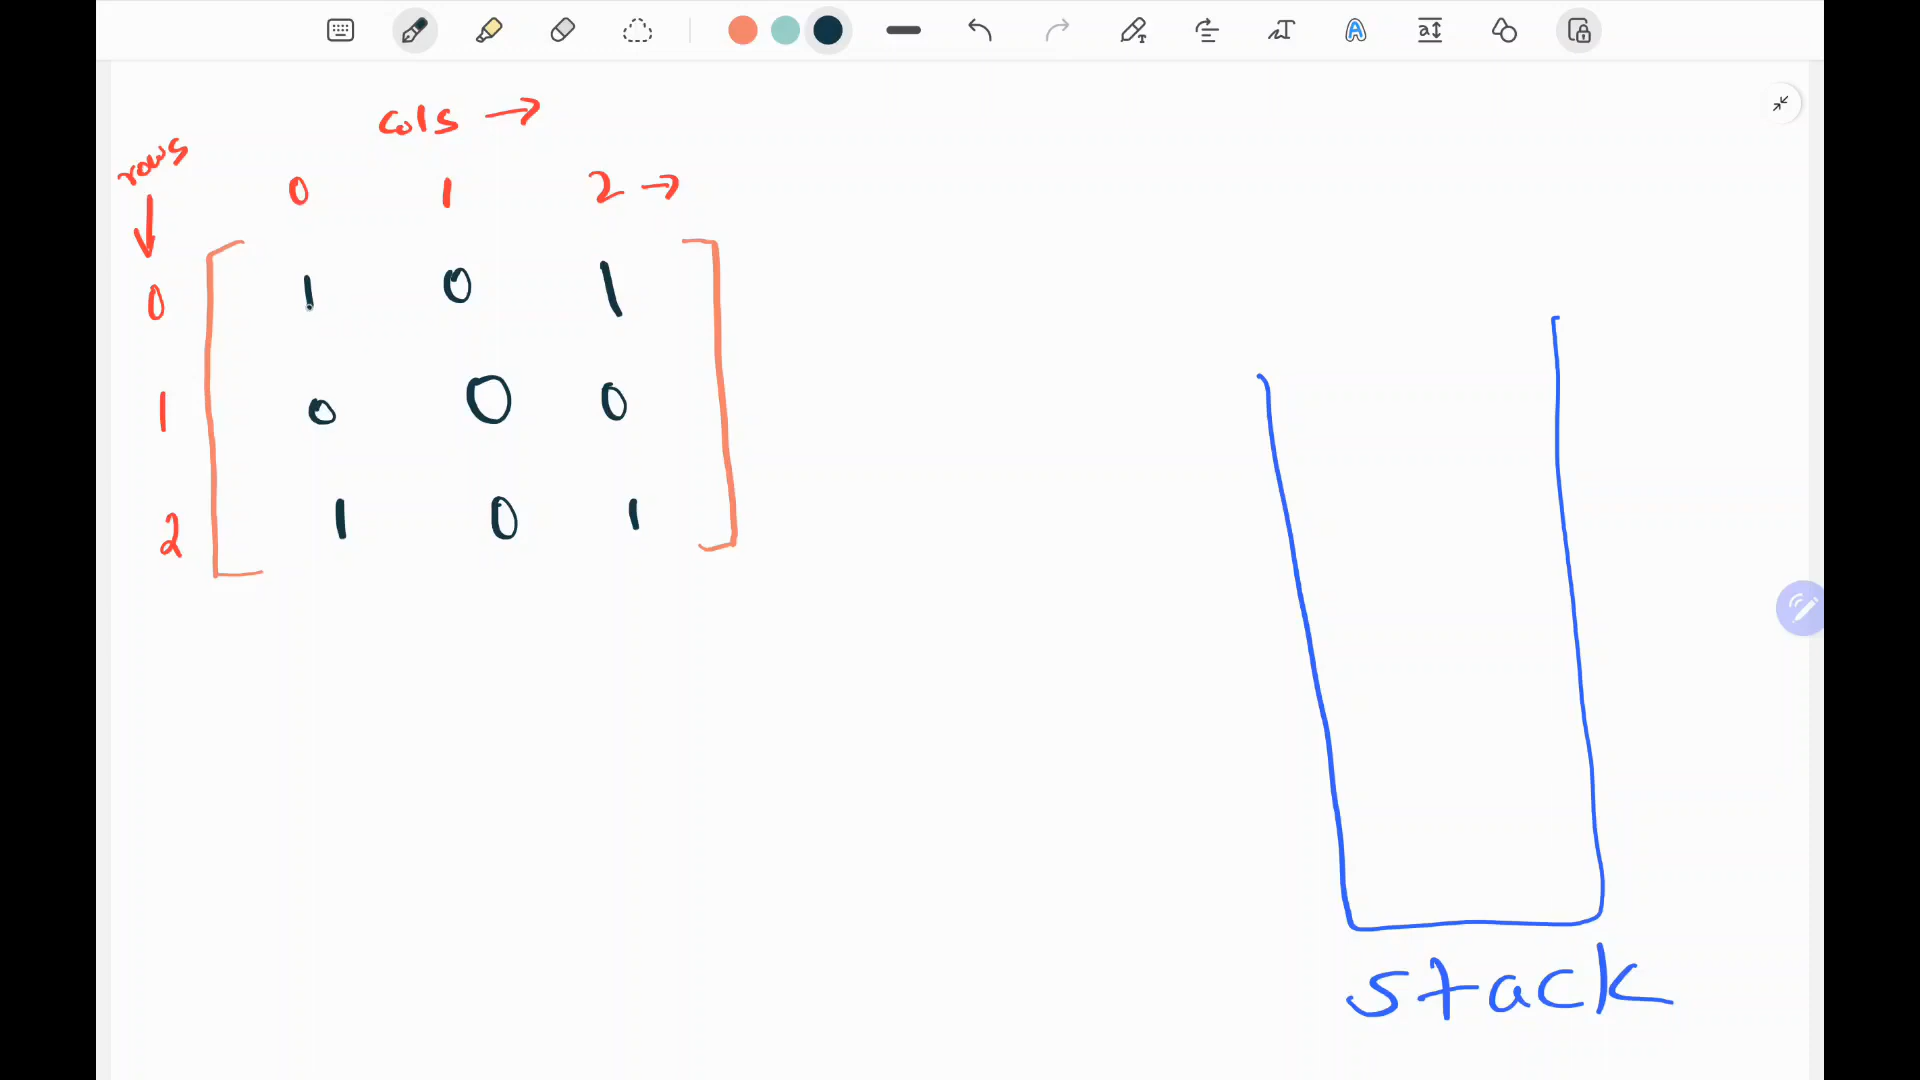 cols →
rows
0 1 2 →
0 1 0 1
1 0 0 0
2 1 0 1
stack